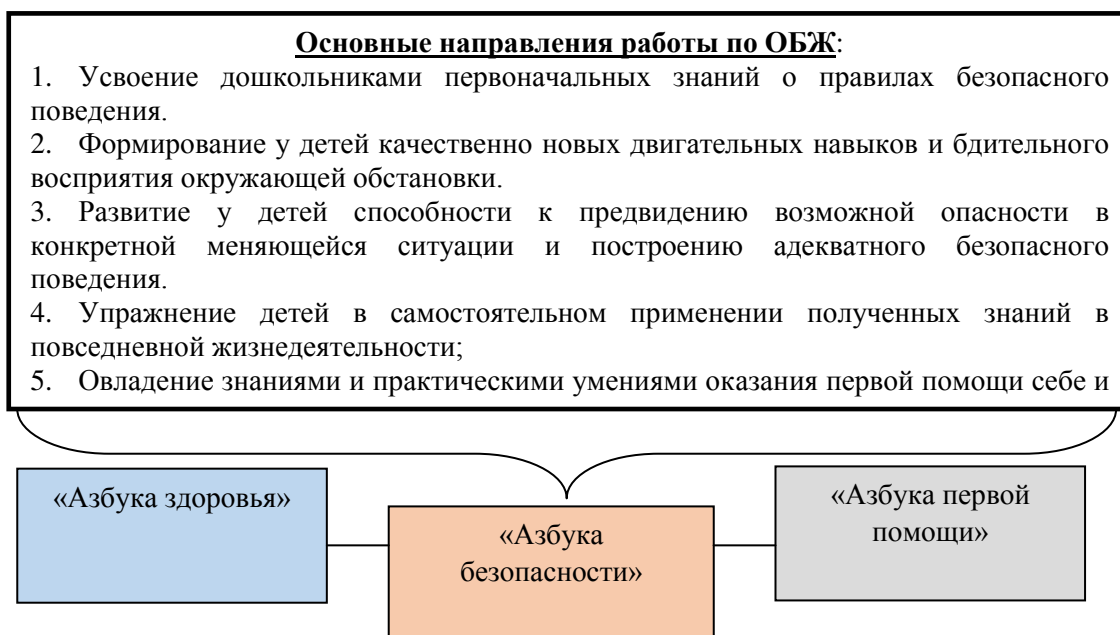 Основные направления работы по ОБЖ:
1. Усвоение дошкольниками первоначальных знаний о правилах безопасного
поведения.
2. Формирование у детей качественно новых двигательных навыков и бдительного
восприятия окружающей обстановки.
3. Развитие у детей способности к предвидению возможной опасности в
конкретной меняющейся ситуации и построению адекватного безопасного
поведения.
4. Упражнение детей в самостоятельном применении полученных знаний в
повседневной жизнедеятельности;
5. Овладение знаниями и практическими умениями оказания первой помощи себе и
«Азбука здоровья»
«Азбука
безопасности»
«Азбука первой
помощи»